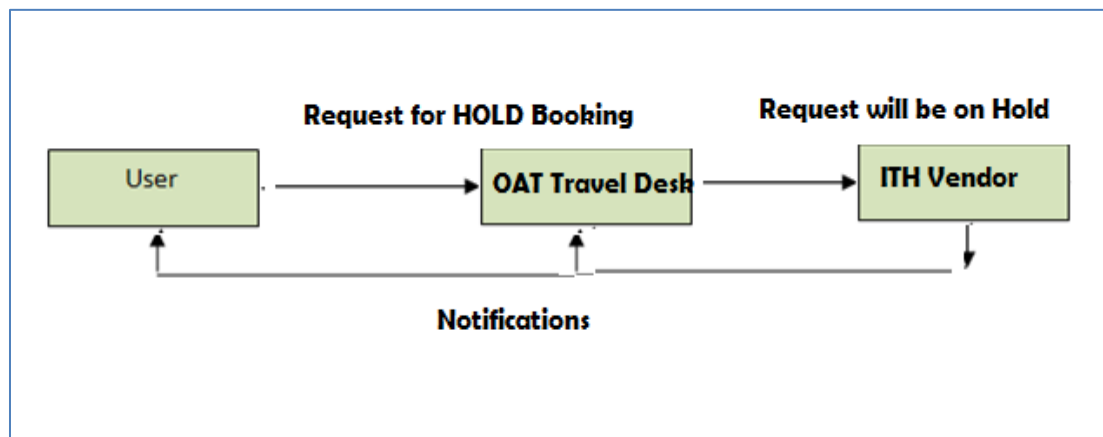 Request for HOLD Booking
Request will be on Hold
User
OAT Travel Desk
ITH Vendor
Notifications